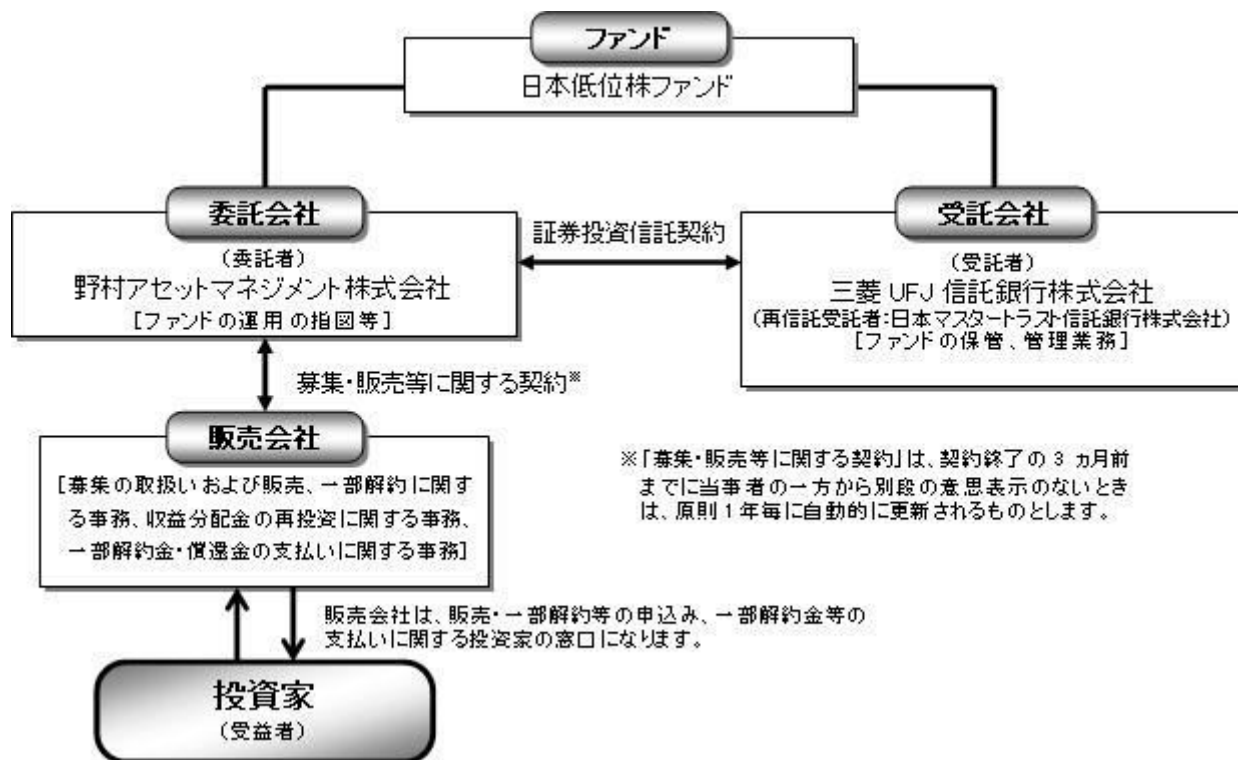 ファンド
日本低位株ファンド
委託会社
(委託者)
野村アセットマネジメント株式会社
[ファンドの運用の指図等]
証券投資信託契約
受託会社
(受託者)
三菱 UFJ 信託銀行株式会社
(再信託受託者:日本マスタートラスト信託銀行株式会社)
[ファンドの保管、管理業務]
募集・販売等に関する契約※
販売会社
[募集の取扱いおよび販売、一部解約に関す
る事務、収益分配金の再投資に関する事務、
一部解約金・償還金の支払いに関する事務]
※「募集・販売等に関する契約」は、契約終了の 3 ヵ月前
までに当事者の一方から別段の意思表示のないとき
は、原則 1 年毎に自動的に更新されるものとします。
販売会社は、販売・一部解約等の申込み、一部解約金等の
支払いに関する投資家の窓口になります。
投資家
(受益者)